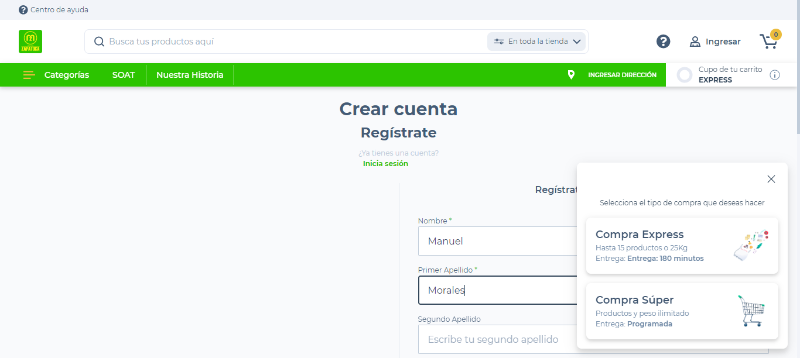 Centro de ayuda
Busca tus productos aquí
En toda la tienda
Ingresar
0
Categorías
SOAT
Nuestra Historia
INGRESAR DIRECCIÓN
Cupo de tu carrito
EXPRESS
Crear cuenta
Regístrate
¿Ya tienes una cuenta?
Inicia sesión
Regístrat
Nombre *
Manuel
Primer Apellido *
Morales
Segundo Apellido
Escribe tu segundo apellido
Selecciona el tipo de compra que deseas hacer
Compra Express
Hasta 15 productos o 25Kg
Entrega: Entrega: 180 minutos
Compra Súper
Productos y peso ilimitado
Entrega: Programada